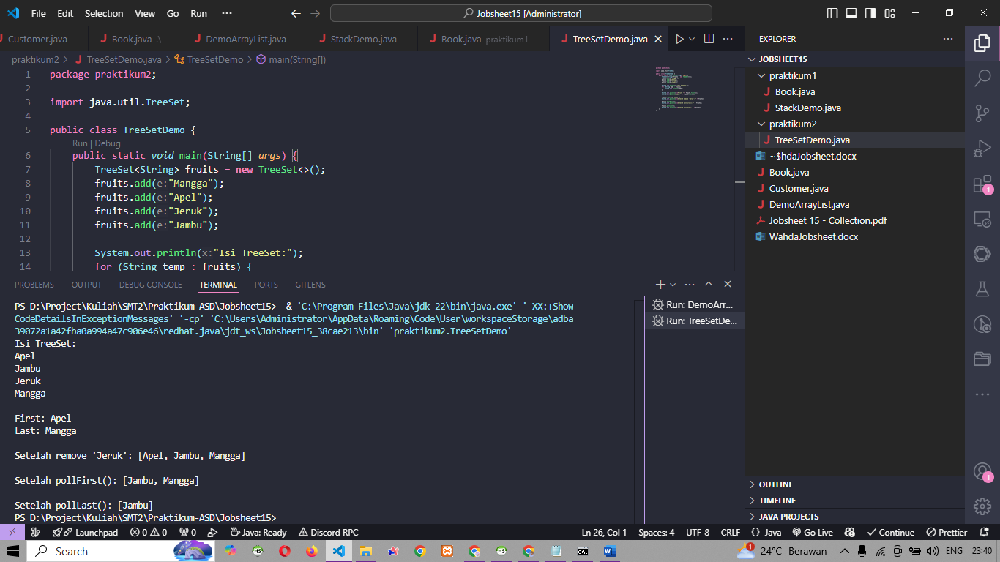 File Edit Selection View Go Run ··· Jobsheet15 [Administrator]
Customer.java Book.java .\ DemoArrayList.java StackDemo.java Book.java praktikum1 TreeSetDemo.java
praktikum2 > TreeSetDemo.java > TreeSetDemo > main(String[])
1 package praktikum2;
2
3 import java.util.TreeSet;
4
5 public class TreeSetDemo {
Run | Debug
6 public static void main(String[] args) {
7 TreeSet<String> fruits = new TreeSet<>();
8 fruits.add(e:"Mangga");
9 fruits.add(e:"Apel");
10 fruits.add(e:"Jeruk");
11 fruits.add(e:"Jambu");
12
13 System.out.println(x:"Isi TreeSet:");
14 for (String temp : fruits) {
PROBLEMS OUTPUT DEBUG CONSOLE TERMINAL PORTS GITLENS
PS D:\Project\Kuliah\SMT2\Praktikum-ASD\Jobsheet15> & 'C:\Program Files\Java\jdk-22\bin\java.exe' '-XX:+Show
CodeDetailsInExceptionMessages' '-cp' 'C:\Users\Administrator\AppData\Roaming\Code\User\workspaceStorage\adba
39072a1a42fba0a994a47c906e46\redhat.java\jdt_ws\Jobsheet15_38cae213\bin' 'praktikum2.TreeSetDemo'
Isi TreeSet:
Apel
Jambu
Jeruk
Mangga
First: Apel
Last: Mangga
Setelah remove 'Jeruk': [Apel, Jambu, Mangga]
Setelah pollFirst(): [Jambu, Mangga]
Setelah pollLast(): [Jambu]
PS D:\Project\Kuliah\SMT2\Praktikum-ASD\Jobsheet15>
Run: DemoArr...
Run: TreeSetDe...
EXPLORER
JOBSHEET15
praktikum1
Book.java
StackDemo.java
praktikum2
TreeSetDemo.java
~$hdaJobsheet.docx
Book.java
Customer.java
DemoArrayList.java
Jobsheet 15 - Collection.pdf
WahdaJobsheet.docx
OUTLINE
TIMELINE
JAVA PROJECTS
1
1
Launchpad 0 0 0 Java: Ready Discord RPC Ln 26, Col 1 Spaces: 4 UTF-8 CRLF {} Java Go Live Continue Prettier
Search 1 24°C Berawan ENG 23:40